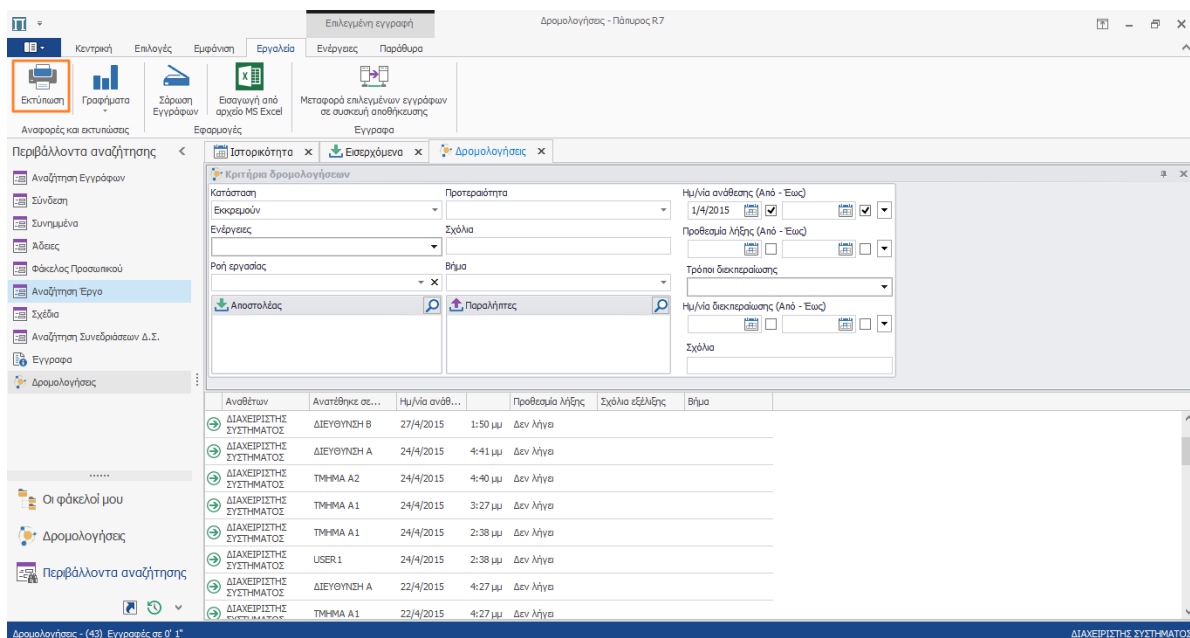 Επιλεγμένη εγγραφή
Δρομολογήσεις - Πάπυρος R7
Κεντρική Επιλογές Εμφάνιση Εργαλεία Ενέργειες Παράθυρα
Εκτύπωση
Γραφήματα
Σάρωση
Εγγράφων
Εισαγωγή από
αρχείο MS Excel
Μεταφορά επιλεγμένων εγγράφων
σε συσκευή αποθήκευσης
Αναφορές και εκτυπώσεις
Εφαρμογές
Έγγραφα
Περιβάλλοντα αναζήτησης
Αναζήτηση Εγγράφων
Σύνδεση
Συνημμένα
Άδειες
Φάκελος Προσωπικού
Αναζήτηση Έργο
Σχέδια
Αναζήτηση Συνεδριάσεων Δ.Σ.
Έγγραφα
Δρομολογήσεις
Οι φάκελοί μου
Δρομολογήσεις
Περιβάλλοντα αναζήτησης
Ιστορικότητα Εισερχόμενα Δρομολογήσεις
Κριτήρια δρομολογήσεων
Κατάσταση
Εκκρεμούν
Προτεραιότητα
Ενέργειες
Σχόλια
Ροή εργασίας
Βήμα
Αποστολέας
Παραλήπτες
Ημ/νία ανάθεσης (Από - Έως)
1/4/2015
Προθεσμία λήξης (Από - Έως)
Τρόποι διεκπεραίωσης
Ημ/νία διεκπεραίωσης (Από - Έως)
Σχόλια
Αναθέτων Ανατέθηκε σε... Ημ/νία ανάθ... Προθεσμία λήξης Σχόλια εξέλιξης Βήμα
ΔΙΑΧΕΙΡΙΣΤΗΣ
ΣΥΣΤΗΜΑΤΟΣ ΔΙΕΥΘΥΝΣΗ Β 27/4/2015 1:50 μμ Δεν λήγει
ΔΙΑΧΕΙΡΙΣΤΗΣ
ΣΥΣΤΗΜΑΤΟΣ ΔΙΕΥΘΥΝΣΗ Α 24/4/2015 4:41 μμ Δεν λήγει
ΔΙΑΧΕΙΡΙΣΤΗΣ
ΣΥΣΤΗΜΑΤΟΣ ΤΜΗΜΑ Α2 24/4/2015 4:40 μμ Δεν λήγει
ΔΙΑΧΕΙΡΙΣΤΗΣ
ΣΥΣΤΗΜΑΤΟΣ ΤΜΗΜΑ Α1 24/4/2015 3:27 μμ Δεν λήγει
ΔΙΑΧΕΙΡΙΣΤΗΣ
ΣΥΣΤΗΜΑΤΟΣ ΤΜΗΜΑ Α1 24/4/2015 2:38 μμ Δεν λήγει
ΔΙΑΧΕΙΡΙΣΤΗΣ
ΣΥΣΤΗΜΑΤΟΣ USER1 24/4/2015 2:38 μμ Δεν λήγει
ΔΙΑΧΕΙΡΙΣΤΗΣ
ΣΥΣΤΗΜΑΤΟΣ ΔΙΕΥΘΥΝΣΗ Α 22/4/2015 4:27 μμ Δεν λήγει
ΔΙΑΧΕΙΡΙΣΤΗΣ
ΣΥΣΤΗΜΑΤΟΣ ΤΜΗΜΑ Α1 22/4/2015 4:27 μμ Δεν λήγει
Δρομολογήσεις - (43) Εγγραφές σε 0' 1" ΔΙΑΧΕΙΡΙΣΤΗΣ ΣΥΣΤΗΜΑΤΟΣ